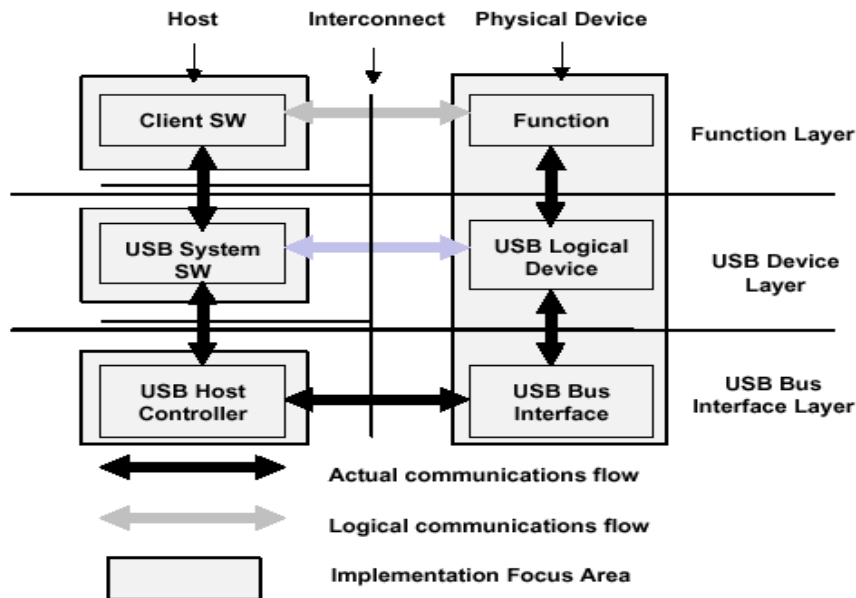 Host Interconnect Physical Device
Client SW Function
Function Layer
USB System
SW
USB Logical
Device
USB Device
Layer
USB Host
Controller
USB Bus
Interface
USB Bus
Interface Layer
Actual communications flow
Logical communications flow
Implementation Focus Area